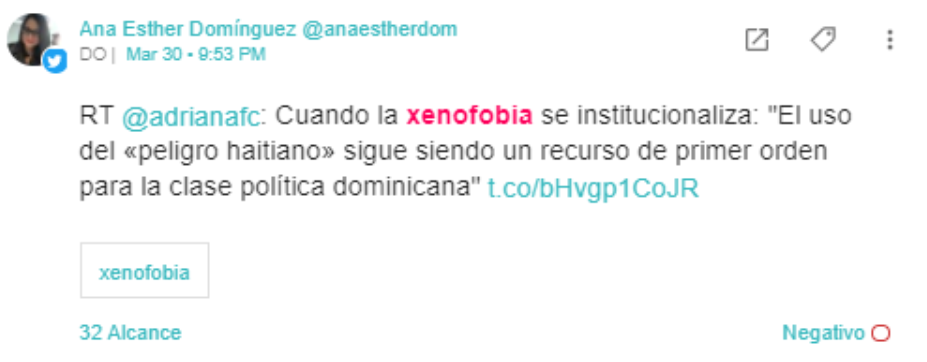 Ana Esther Domínguez @anaestherdom
DO | Mar 30 • 9:53 PM
RT @adrianafc: Cuando la xenofobia se institucionaliza: "El uso
del «peligro haitiano» sigue siendo un recurso de primer orden
para la clase política dominicana" t.co/bHvgp1CoJR
xenofobia
32 Alcance
Negativo